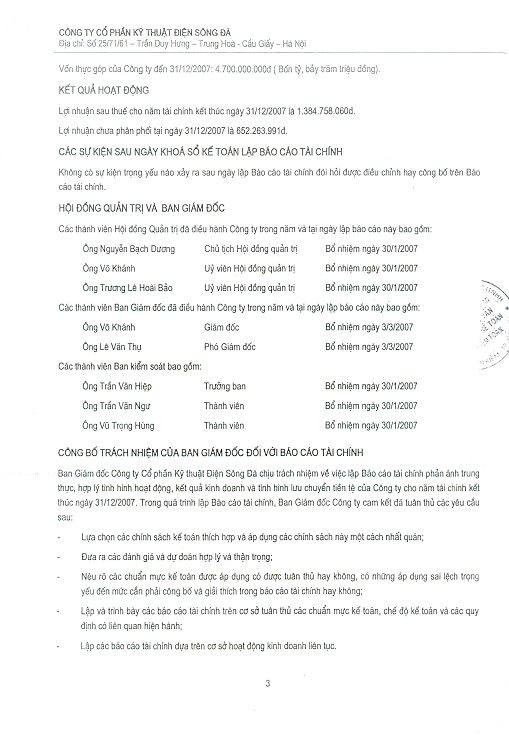 CÔNG TY CỔ PHẦN KỸ THUẬT ĐIỆN SÔNG ĐÀ
Địa chỉ: Số 25/71/61 – Trần Duy Hưng – Trung Hoà - Cầu Giấy – Hà Nội
Vốn thực góp của Công ty đến 31/12/2007: 4.700.000.000đ ( Bốn tỷ, bảy trăm triệu đồng).
KẾT QUẢ HOẠT ĐỘNG
Lợi nhuận sau thuế cho năm tài chính kết thúc ngày 31/12/2007 là 1.384.758.060đ.
Lợi nhuận chưa phân phối tại ngày 31/12/2007 là 652.263.991đ.
CÁC SỰ KIỆN SAU NGÀY KHOÁ SỔ KẾ TOÁN LẬP BÁO CÁO TÀI CHÍNH
Không có sự kiện trọng yếu nào xảy ra sau ngày lập Báo cáo tài chính đòi hỏi được điều chỉnh hay công bố trên Báo
cáo tài chính.
HỘI ĐỒNG QUẢN TRỊ VÀ BAN GIÁM ĐỐC
Các thành viên Hội đồng Quản trị đã điều hành Công ty trong năm và tại ngày lập báo cáo này bao gồm:
Ông Nguyễn Bạch Dương Chủ tịch Hội đồng quản trị Bổ nhiệm ngày 30/1/2007
Ông Võ Khánh Uỷ viên Hội đồng quản trị Bổ nhiệm ngày 30/1/2007
Ông Trương Lê Hoài Bảo Uỷ viên Hội đồng quản trị Bổ nhiệm ngày 30/1/2007
Các thành viên Ban Giám đốc đã điều hành Công ty trong năm và tại ngày lập báo cáo này bao gồm:
Ông Võ Khánh Giám đốc Bổ nhiệm ngày 3/3/2007
Ông Lê Văn Thụ Phó Giám đốc Bổ nhiệm ngày 3/3/2007
Các thành viên Ban kiểm soát bao gồm:
Ông Trần Văn Hiệp Trưởng ban Bổ nhiệm ngày 30/1/2007
Ông Trần Văn Ngư Thành viên Bổ nhiệm ngày 30/1/2007
Ông Vũ Trọng Hùng Thành viên Bổ nhiệm ngày 30/1/2007
CÔNG BỐ TRÁCH NHIỆM CỦA BAN GIÁM ĐỐC ĐỐI VỚI BÁO CÁO TÀI CHÍNH
Ban Giám đốc Công ty Cổ phần Kỹ thuật Điện Sông Đà chịu trách nhiệm về việc lập Báo cáo tài chính phản ánh trung
thực, hợp lý tình hình hoạt động, kết quả kinh doanh và tình hình lưu chuyển tiền tệ của Công ty cho năm tài chính kết
thúc ngày 31/12/2007. Trong quá trình lập Báo cáo tài chính, Ban Giám đốc Công ty cam kết đã tuân thủ các yêu cầu
sau:
- Lựa chọn các chính sách kế toán thích hợp và áp dụng các chính sách này một cách nhất quán;
- Đưa ra các đánh giá và dự đoán hợp lý và thận trọng;
- Nêu rõ các chuẩn mực kế toán được áp dụng có được tuân thủ hay không, có những áp dụng sai lệch trọng
yếu đến mức cần phải công bố và giải thích trong báo cáo tài chính hay không;
- Lập và trình bày các báo cáo tài chính trên cơ sở tuân thủ các chuẩn mực kế toán, chế độ kế toán và các quy
định có liên quan hiện hành;
- Lập các báo cáo tài chính dựa trên cơ sở hoạt động kinh doanh liên tục.
3